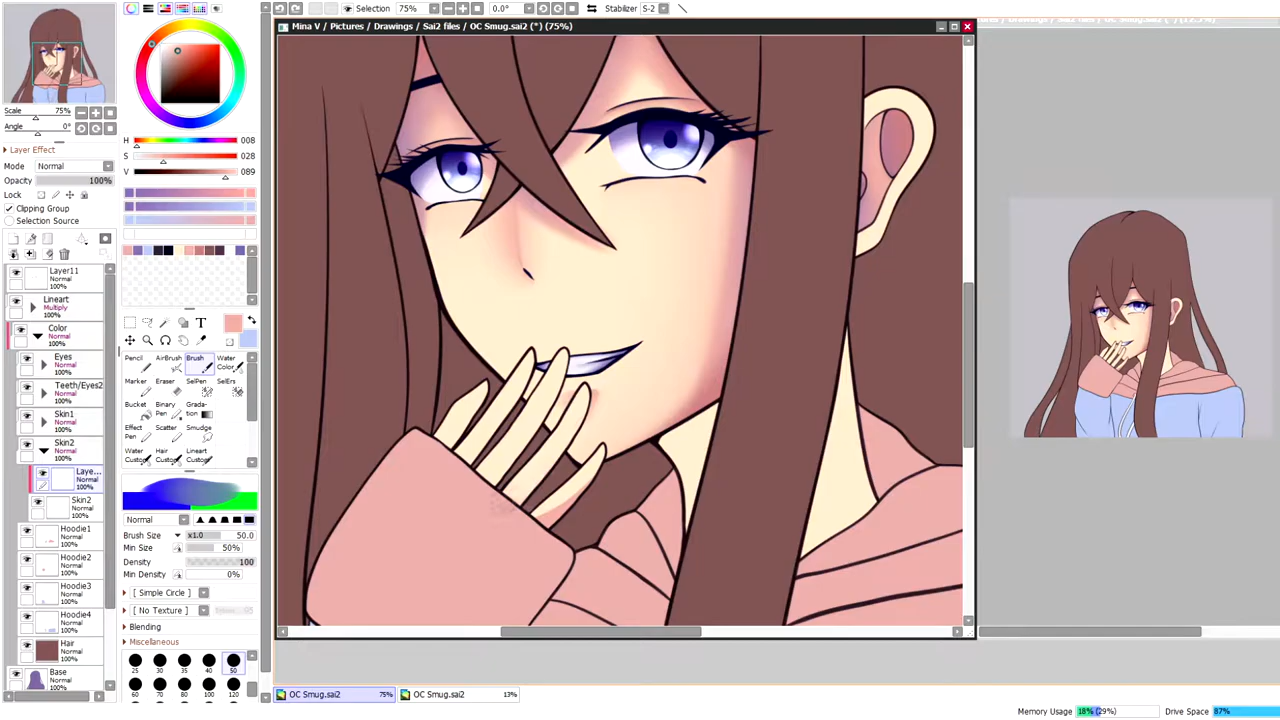 Selection 75% 0.0° Stabilizer S-2
Mina V / Pictures / Drawings / Sai2 files / OC Smug.sai2 (*) (75%)
Scale 75%
Angle 0°
Layer Effect
Mode Normal
Opacity 100%
Lock
Clipping Group
Selection Source
Layer11
Normal
100%
Lineart
Multiply
100%
Color
Normal
100%
Eyes
Normal
100%
Teeth/Eyes2
Normal
100%
Skin1
Normal
100%
Skin2
Normal
100%
Laye...
Normal
100%
Skin2
Normal
100%
Hoodie1
Normal
100%
Hoodie2
Normal
100%
Hoodie3
Normal
100%
Hoodie4
Normal
100%
Hair
Normal
100%
Base
Normal
100%
H 008
S 028
V 089
T
Pencil AirBrush Brush Water Color
Marker Eraser SelPen SelErs
Bucket Binary Pen Grada-tion
Effect Pen Scatter Smudge
Water Custom Hair Custom Lineart Custom
Normal
Brush Size x1.0 50.0
Min Size 50%
Density 100
Min Density 0%
[ Simple Circle ]
[ No Texture ]
Blending
Miscellaneous
25 30 35 40 50
60 70 80 100 120
OC Smug.sai2 75% OC Smug.sai2 13%
Memory Usage 18% (29%) Drive Space 87%